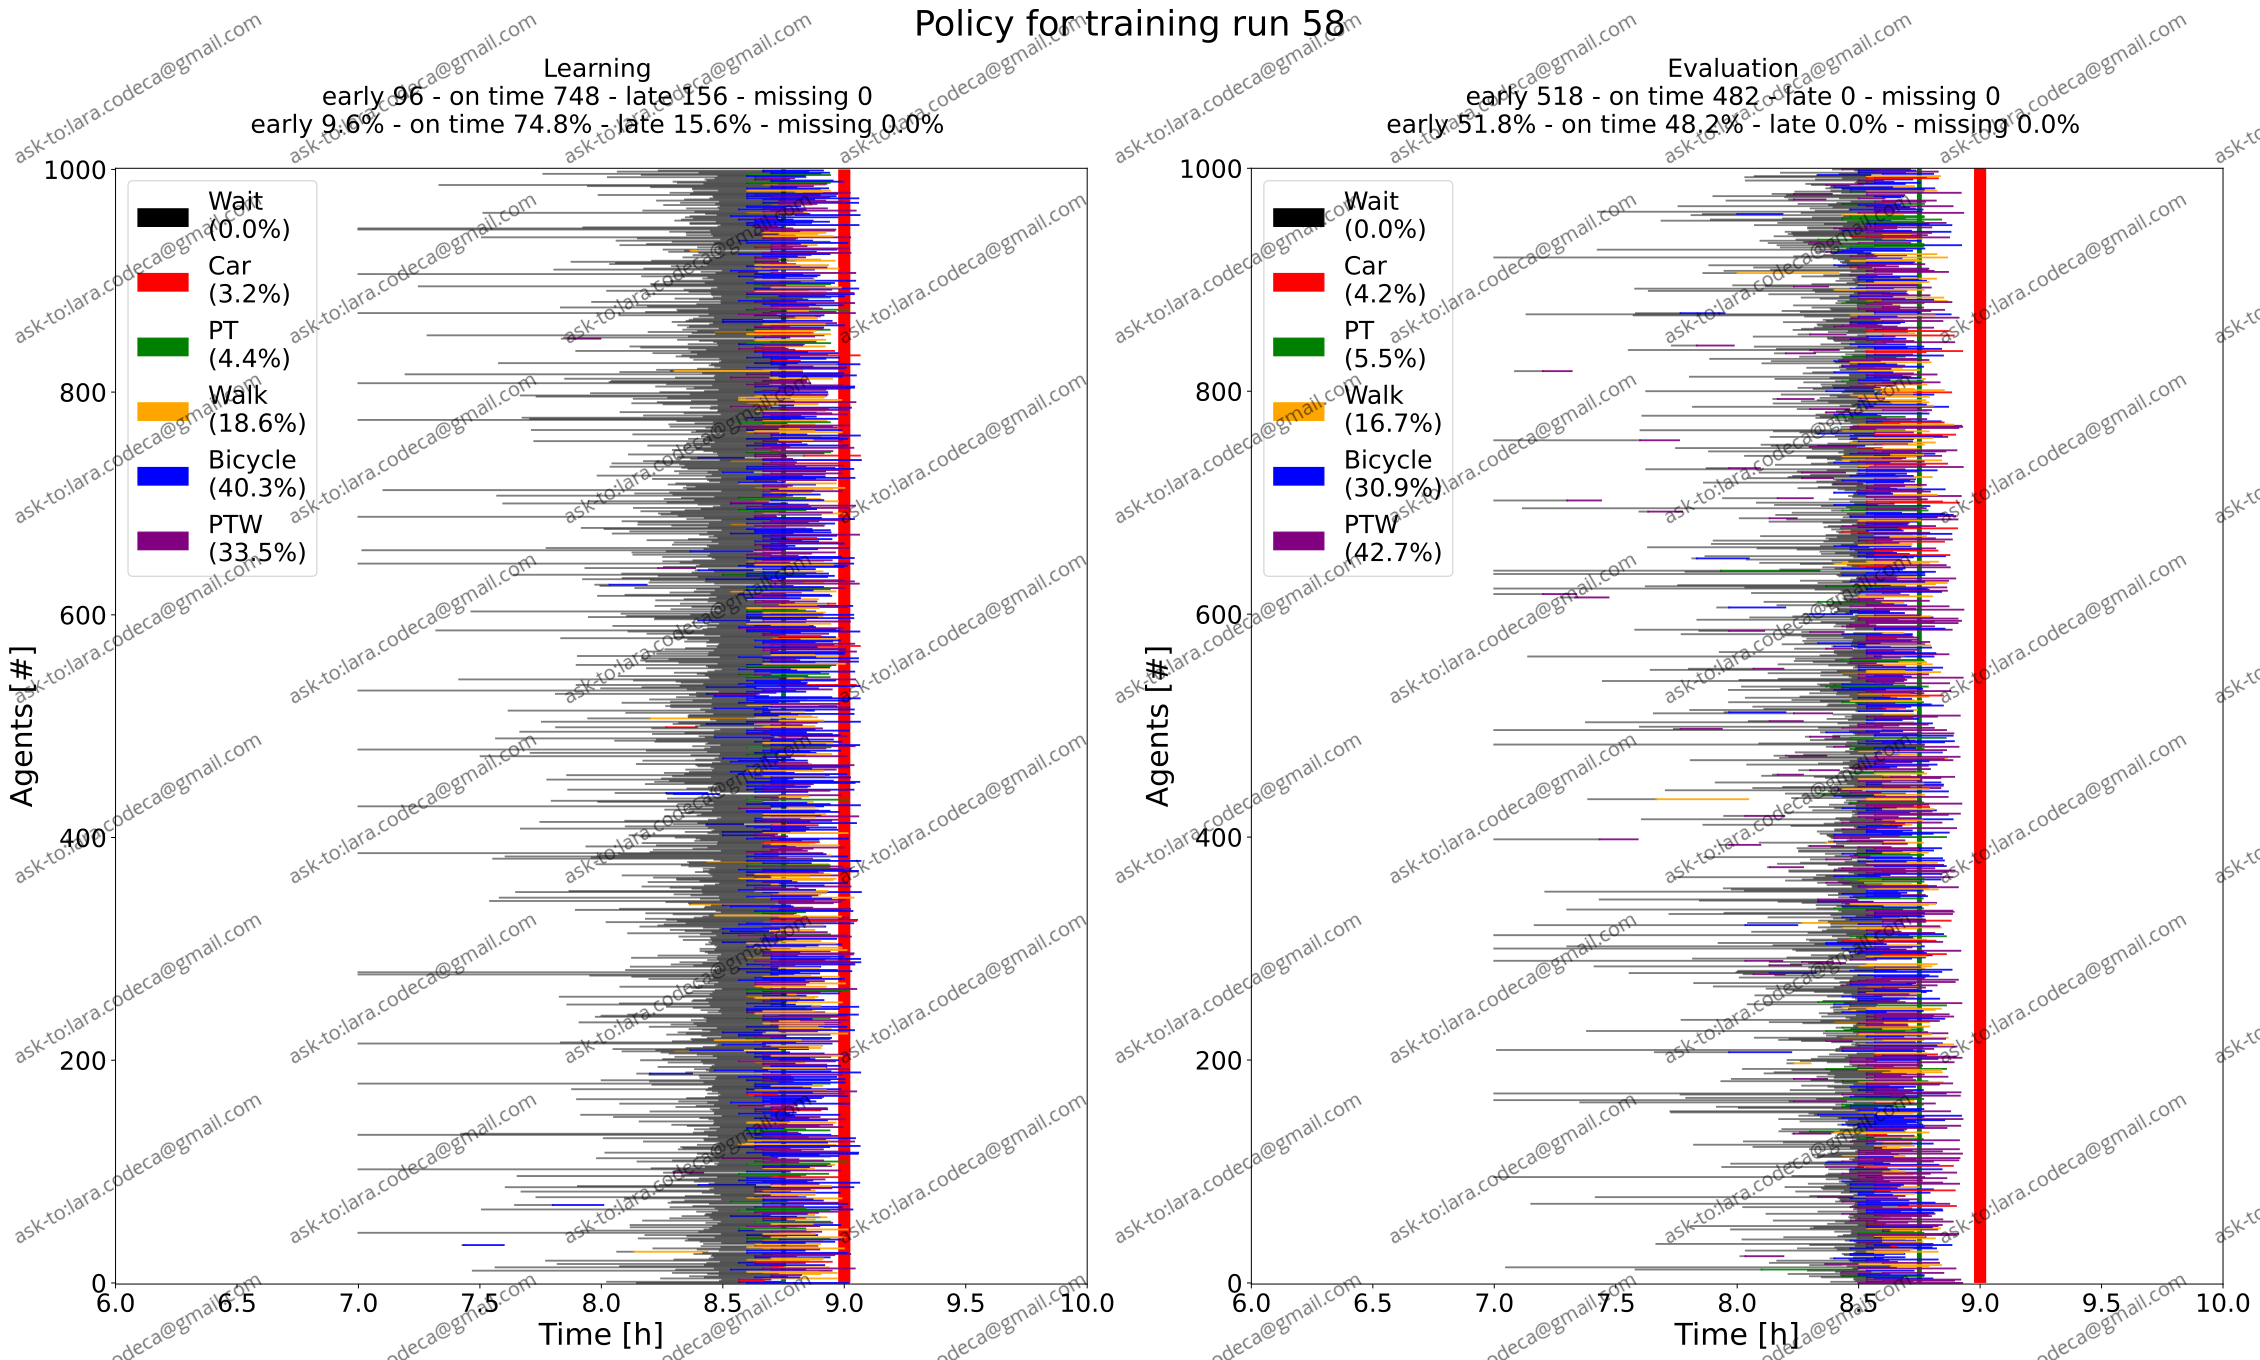 Policy for training run 58
Learning
early 96 - on time 748 - late 156 - missing 0
early 9.6% - on time 74.8% - late 15.6% - missing 0.0%
1000
800
600
400
200
0
Agents [#]
Wait
(0.0%)
Car
(3.2%)
PT
(4.4%)
Walk
(18.6%)
Bicycle
(40.3%)
PTW
(33.5%)
6.0 6.5 7.0 7.5 8.0 8.5 9.0 9.5 10.0
Time [h]
Evaluation
early 518 - on time 482 - late 0 - missing 0
early 51.8% - on time 48.2% - late 0.0% - missing 0.0%
1000
800
600
400
200
0
Agents [#]
Wait
(0.0%)
Car
(4.2%)
PT
(5.5%)
Walk
(16.7%)
Bicycle
(30.9%)
PTW
(42.7%)
6.0 6.5 7.0 7.5 8.0 8.5 9.0 9.5 10.0
Time [h]
ask-to:lara.codeca@gmail.com